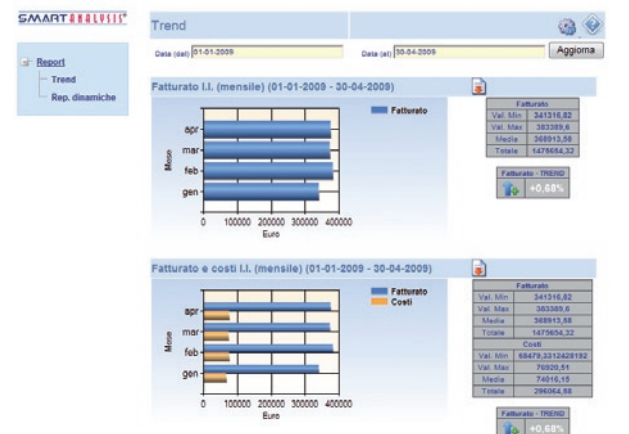 SMARTANALYSIS
Trend
Data (dal) 01-01-2009
Data (al) 30-04-2009
Aggiorna
Report
Trend
Rep. dinamiche
Fatturato I.I. (mensile) (01-01-2009 - 30-04-2009)
Fatturato
apr
mar
feb
gen
Mese
0 100000 200000 300000 400000
Euro
Fatturato
Val. Min 341316,82
Val. Max 383389,6
Media 368913,58
Totale 1475654,32
Fatturato - TREND
+0,68%
Fatturato e costi I.I. (mensile) (01-01-2009 - 30-04-2009)
Fatturato
Costi
apr
mar
feb
gen
Mese
0 100000 200000 300000 400000
Euro
Fatturato
Val. Min 341316,82
Val. Max 383389,6
Media 368913,58
Totale 1475654,32
Costi
Val. Min 68479,3312428192
Val. Max 76920,51
Media 74016,15
Totale 296064,58
Fatturato - TREND
+0,68%